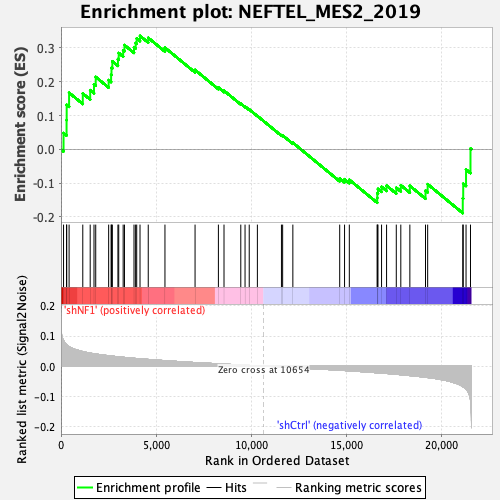 Enrichment plot: NEFTEL_MES2_2019
Enrichment score (ES)
0.3
0.2
0.1
0.0
-0.1
-0.2
'shNF1' (positively correlated)
Ranked list metric (Signal2Noise)
0.2
0.1
0.0
-0.1
-0.2
Zero cross at 10654
'shCtrl' (negatively correlated)
0 5,000 10,000 15,000 20,000
Rank in Ordered Dataset
Enrichment profile Hits Ranking metric scores